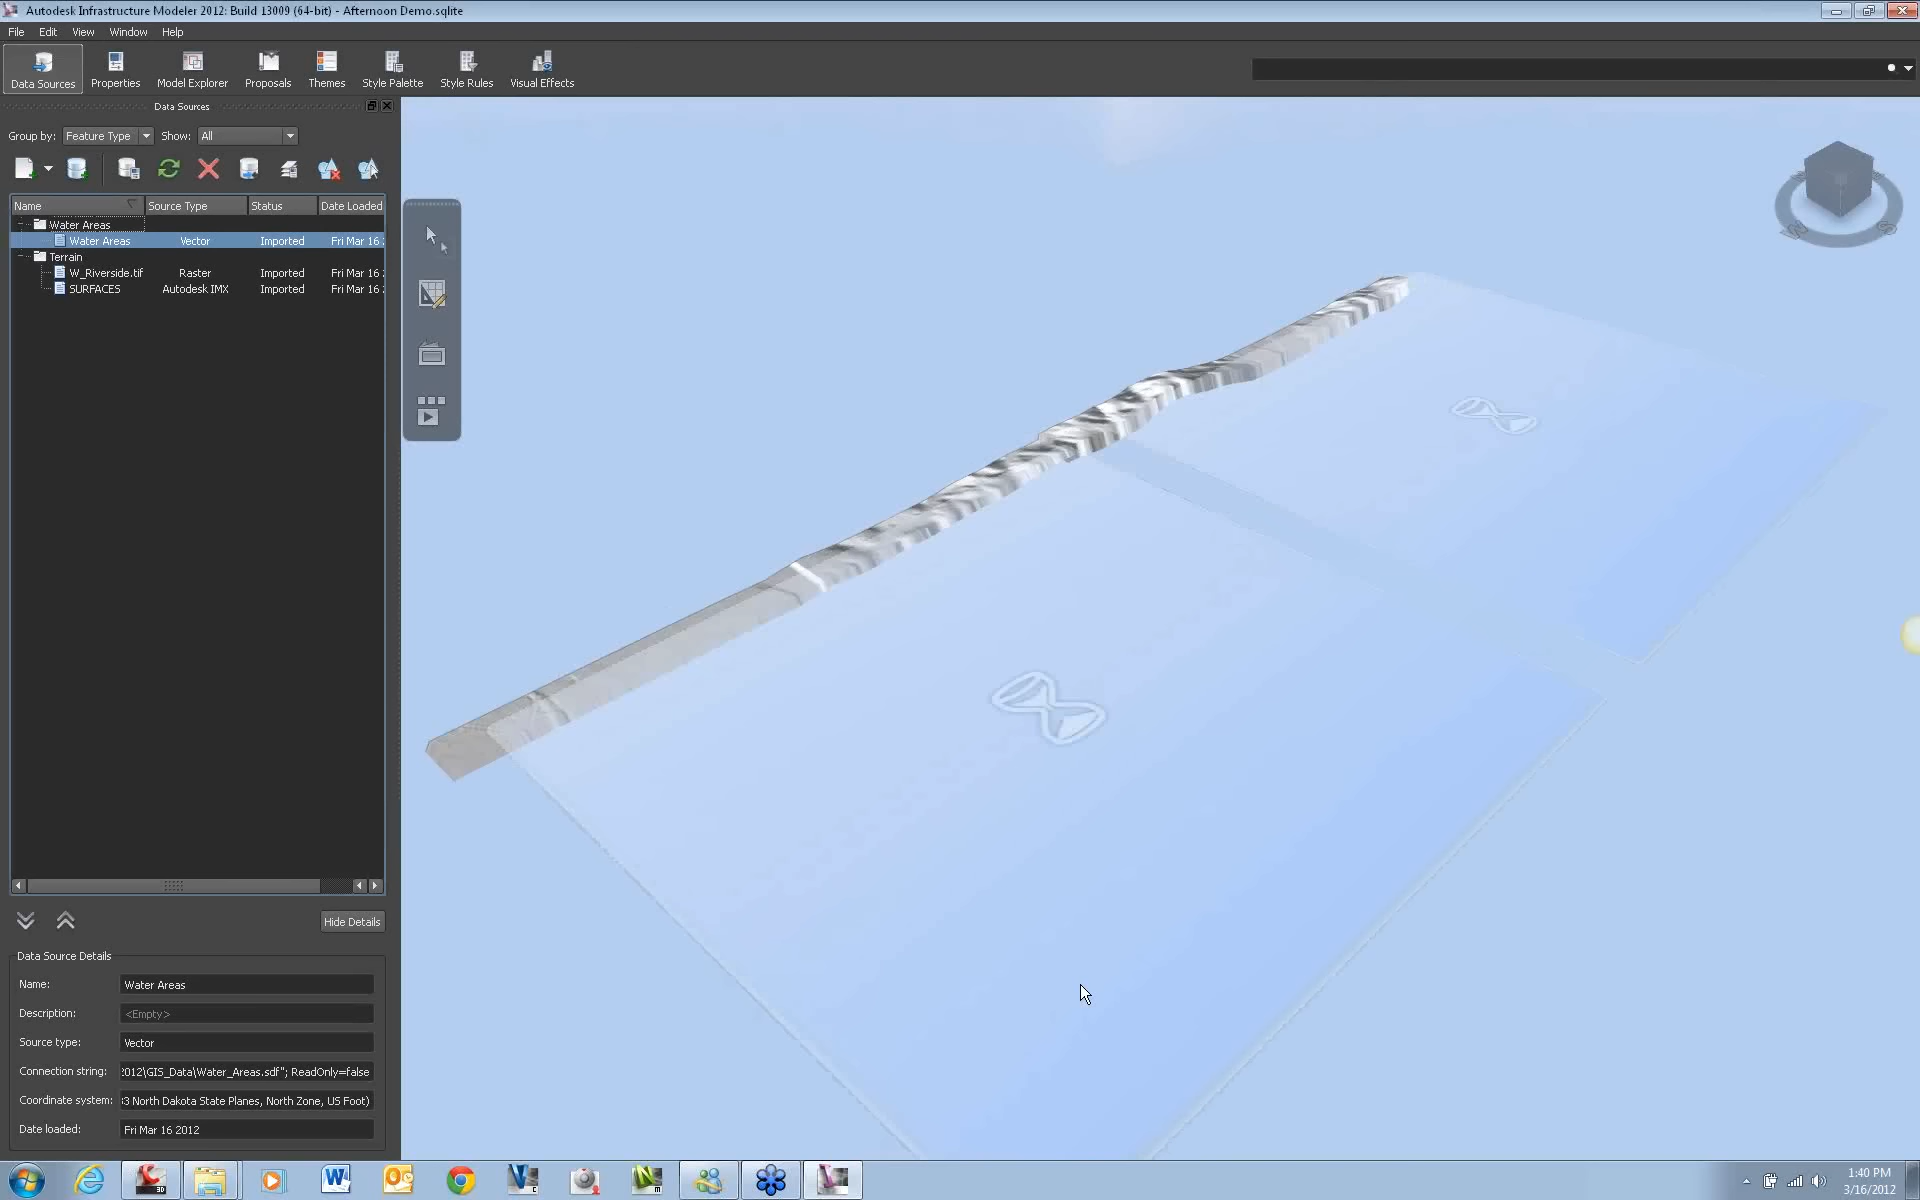 Autodesk Infrastructure Modeler 2012: Build 13009 (64-bit) - Afternoon Demo.sqlite
File Edit View Window Help
Data Sources Properties Model Explorer Proposals Themes Style Palette Style Rules Visual Effects
Data Sources
Group by: Feature Type Show: All
Name Source Type Status Date Loaded
Water Areas
Water Areas Vector Imported Fri Mar 16
Terrain
W_Riverside.tif Raster Imported Fri Mar 16
SURFACES Autodesk IMX Imported Fri Mar 16
Hide Details
Data Source Details
Name: Water Areas
Description: <Empty>
Source type: Vector
Connection string: 2012\GIS_Data\Water_Areas.sdf"; ReadOnly=false
Coordinate system: 3 North Dakota State Planes, North Zone, US Foot)
Date loaded: Fri Mar 16 2012
W S
1:40 PM
3/16/2012